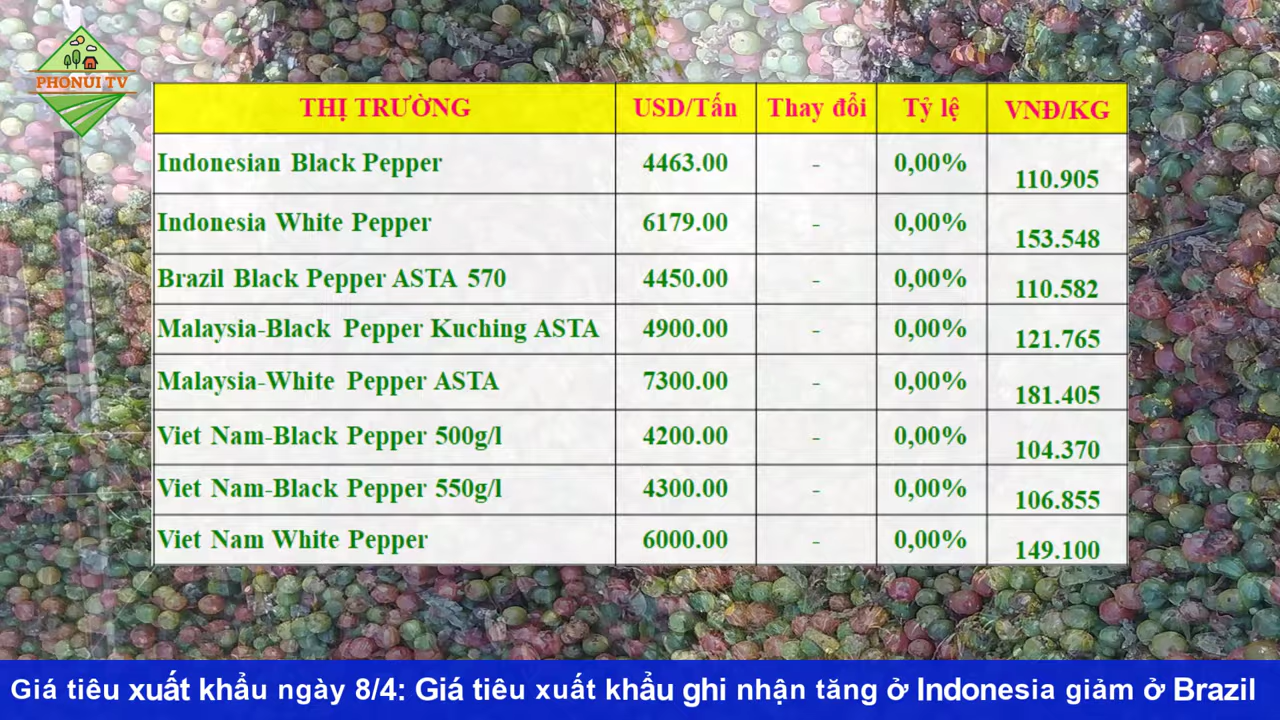 PHONÚI TV
THỊ TRƯỜNG USD/Tấn Thay đổi Tỷ lệ VNĐ/KG
Indonesian Black Pepper 4463.00 - 0,00% 110.905
Indonesia White Pepper 6179.00 - 0,00% 153.548
Brazil Black Pepper ASTA 570 4450.00 - 0,00% 110.582
Malaysia-Black Pepper Kuching ASTA 4900.00 - 0,00% 121.765
Malaysia-White Pepper ASTA 7300.00 - 0,00% 181.405
Viet Nam-Black Pepper 500g/l 4200.00 - 0,00% 104.370
Viet Nam-Black Pepper 550g/l 4300.00 - 0,00% 106.855
Viet Nam White Pepper 6000.00 - 0,00% 149.100
Giá tiêu xuất khẩu ngày 8/4: Giá tiêu xuất khẩu ghi nhận tăng ở Indonesia giảm ở Brazil